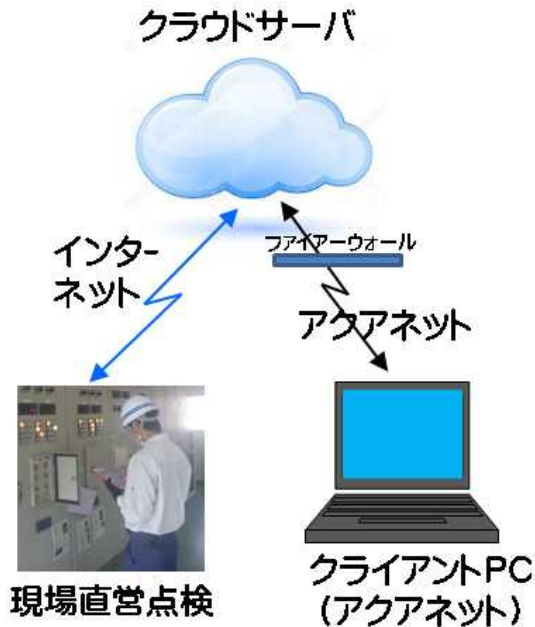 クラウドサーバ
ファイアーウォール
インター
ネット
アクアネット
現場直営点検
クライアントPC
(アクアネット)